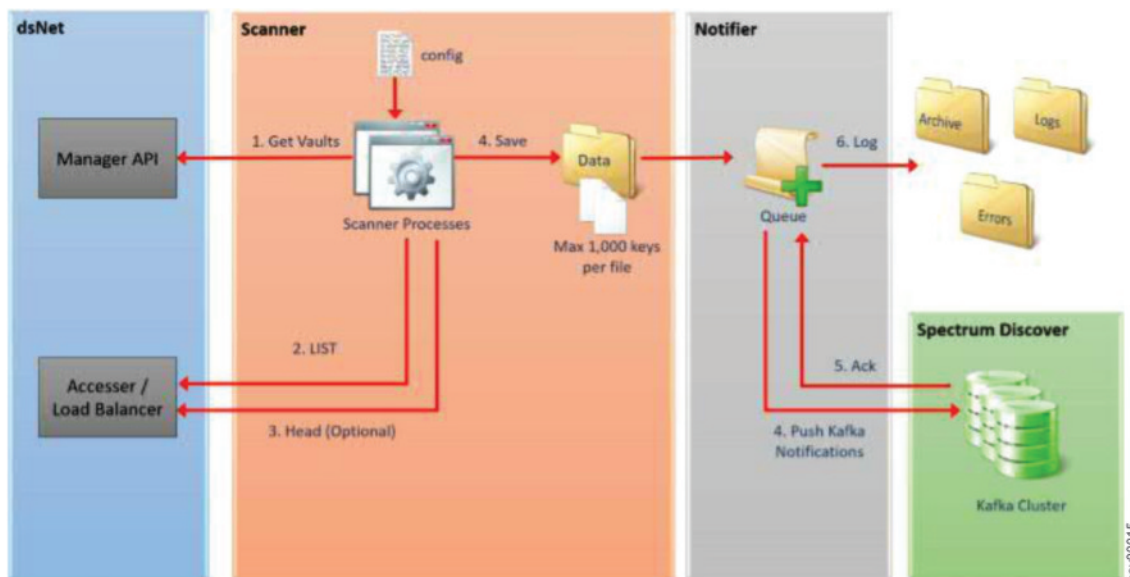 dsNet
Scanner
Notifier
config
Manager API
1. Get Vaults
4. Save
Data
6. Log
Archive
Logs
Errors
Scanner Processes
Queue
Max 1,000 keys
per file
Spectrum Discover
2. LIST
5. Ack
Accesser /
Load Balancer
3. Head (Optional)
4. Push Kafka
Notifications
Kafka Cluster